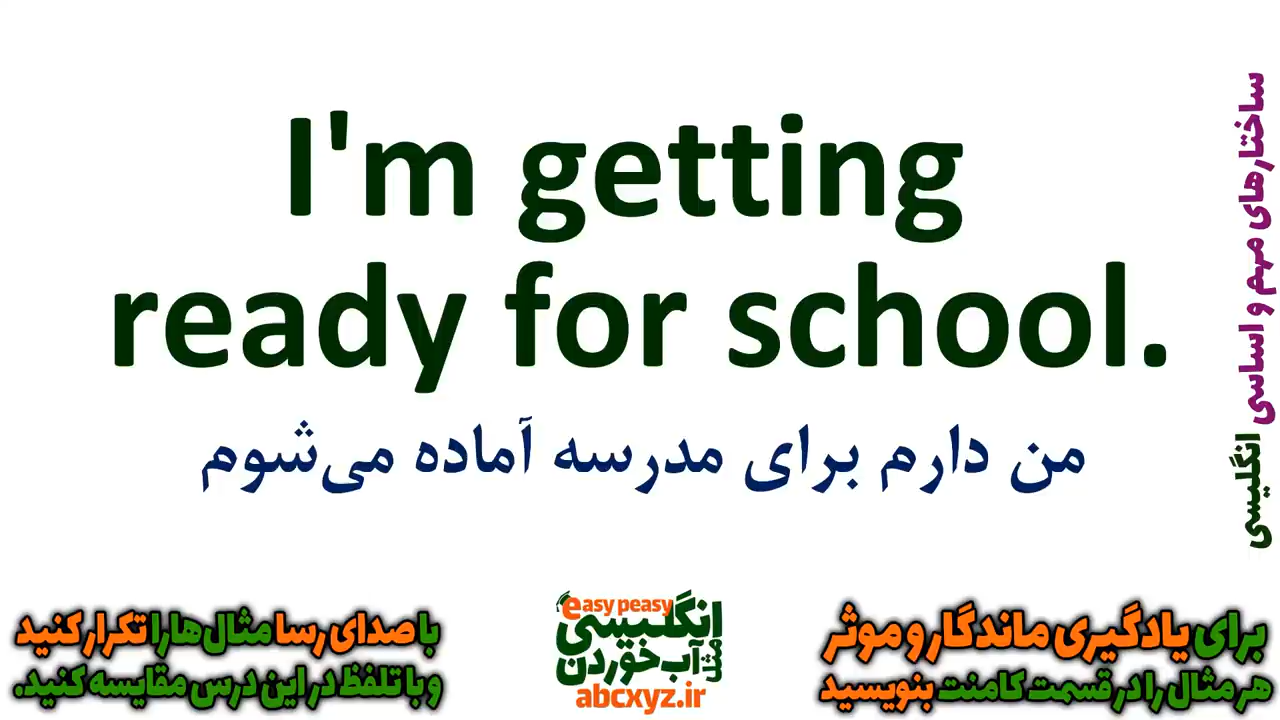 I'm getting
ready for school.
من دارم برای مدرسه آماده می‌شوم
ساختارهای مهم و اساسی انگلیسی
برای یادگیری ماندگار و موثر
هر مثال را در قسمت کامنت بنویسید
easy peasy
انگلیسی
مثل آب خوردن
abcxyz.ir
با صدای رسا مثال‌ها را تکرار کنید
و با تلفظ در این درس مقایسه کنید.